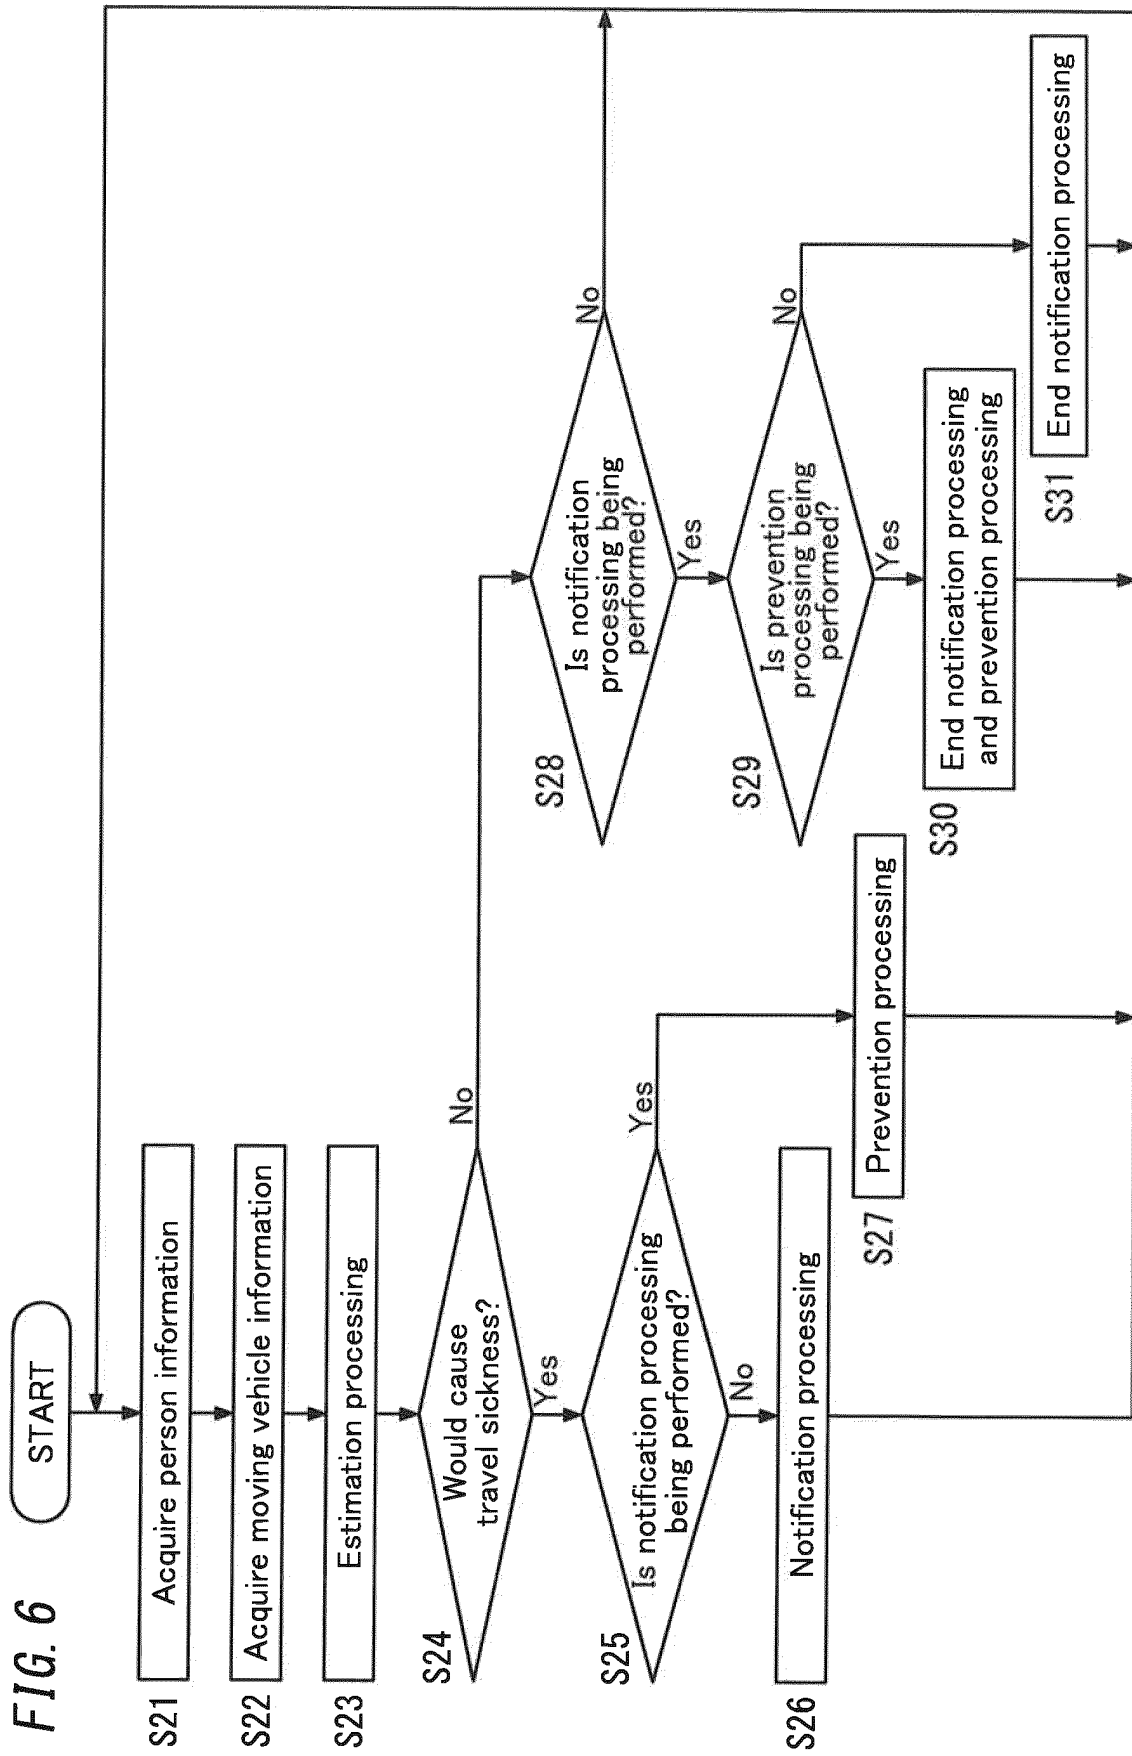 FIG. 6
START
S21
Acquire person information
S22
Acquire moving vehicle information
S23
Estimation processing
S24
Would cause
travel sickness?
No
Yes
S25
Is notification processing
being performed?
Yes
No
S26
Notification processing
S27
Prevention processing
S28
Is notification
processing being
performed?
No
Yes
S29
Is prevention
processing being
performed?
No
Yes
S30
End notification processing
and prevention processing
S31
End notification processing